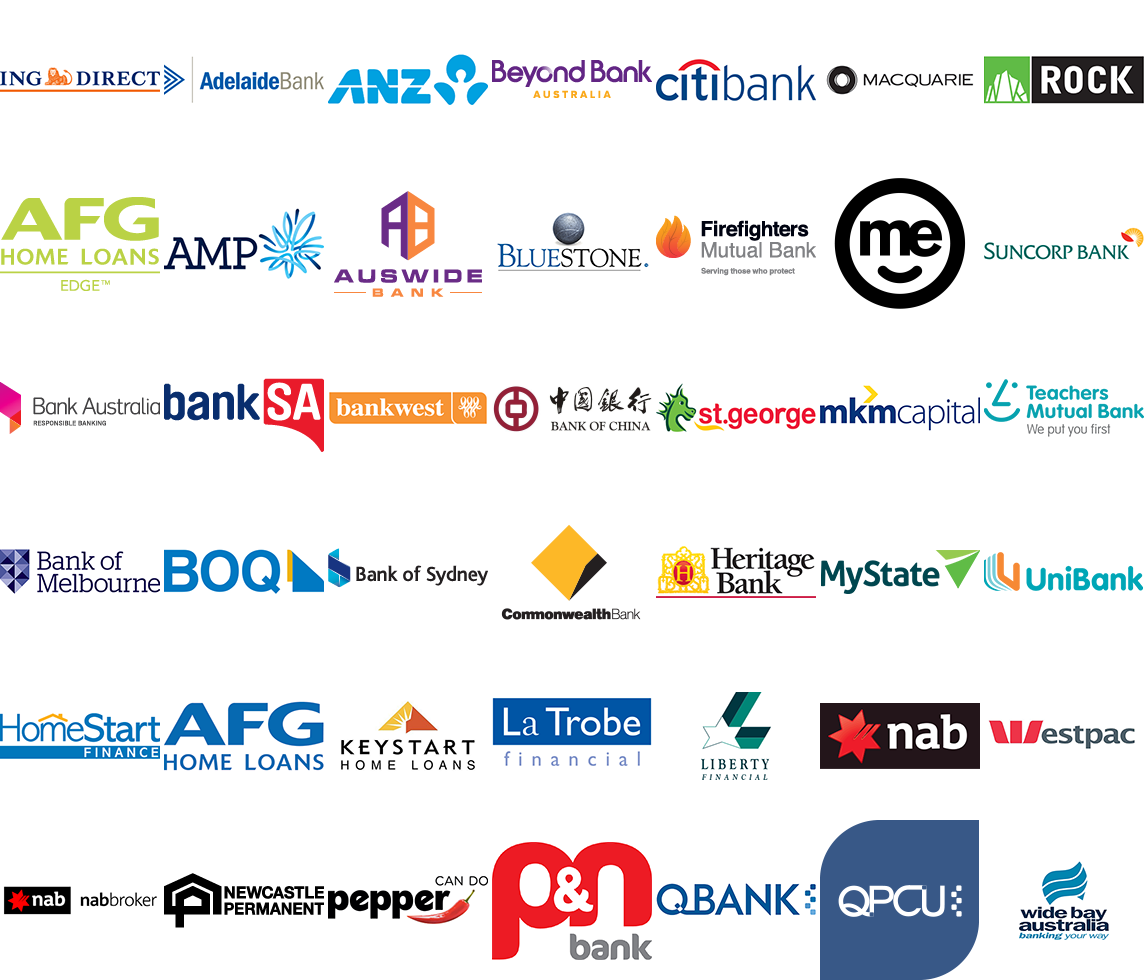 ING DIRECT
AdelaideBank
ANZ
Beyond Bank
AUSTRALIA
citibank
MACQUARIE
ROCK
AFG
HOME LOANS
EDGE™
AMP
AUSWIDE
BANK
BLUESTONE.
Firefighters
Mutual Bank
Serving those who protect
me
SUNCORP BANK
Bank Australia
RESPONSIBLE BANKING
bankSA
bankwest
中国銀行
BANK OF CHINA
st.george
mkmcapital
Teachers
Mutual Bank
We put you first
Bank of
Melbourne
BOQ
Bank of Sydney
CommonwealthBank
H
Heritage
Bank
MyState
UniBank
HomeStart
FINANCE
AFG
HOME LOANS
KEYSTART
HOME LOANS
La Trobe
financial
LIBERTY
FINANCIAL
nab
Westpac
nab nabbroker
NEWCASTLE
PERMANENT
CAN DO
pepper
p&n
bank
QBANK
QPCU
wide bay
australia
banking your way